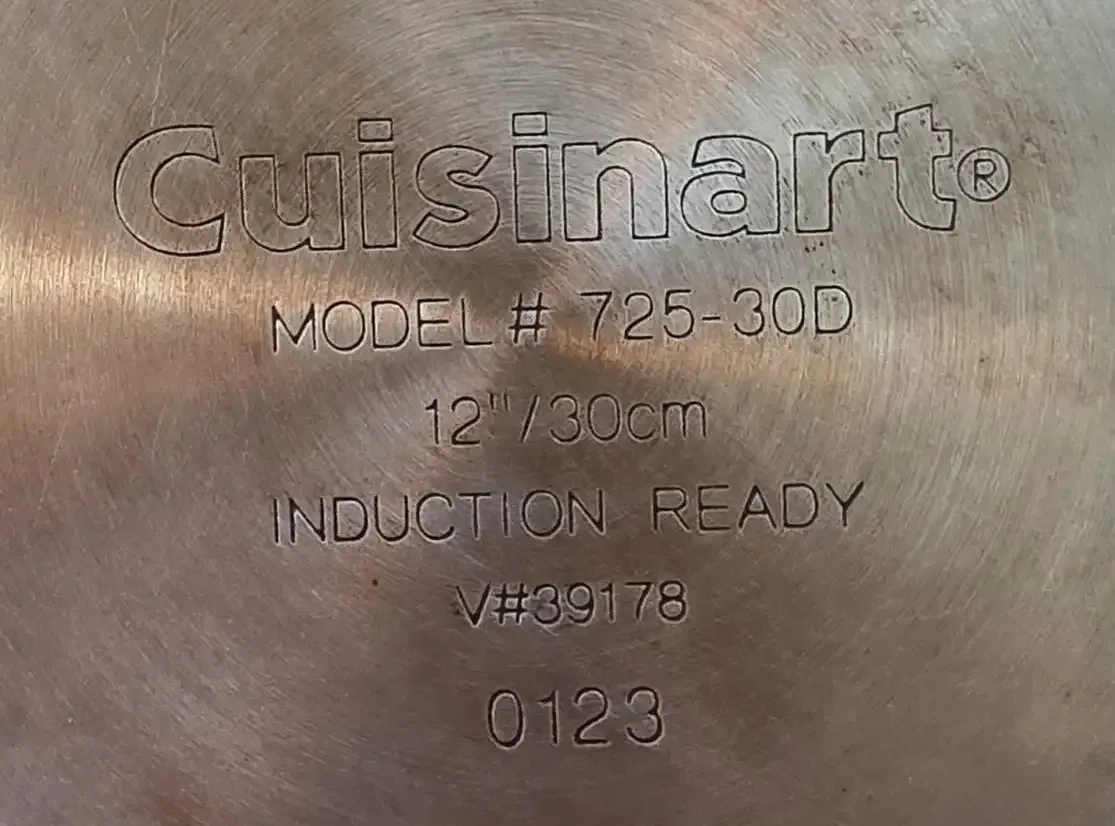 Cuisinart®
MODEL # 725-30D
12"/30cm
INDUCTION READY
V#39178
0123